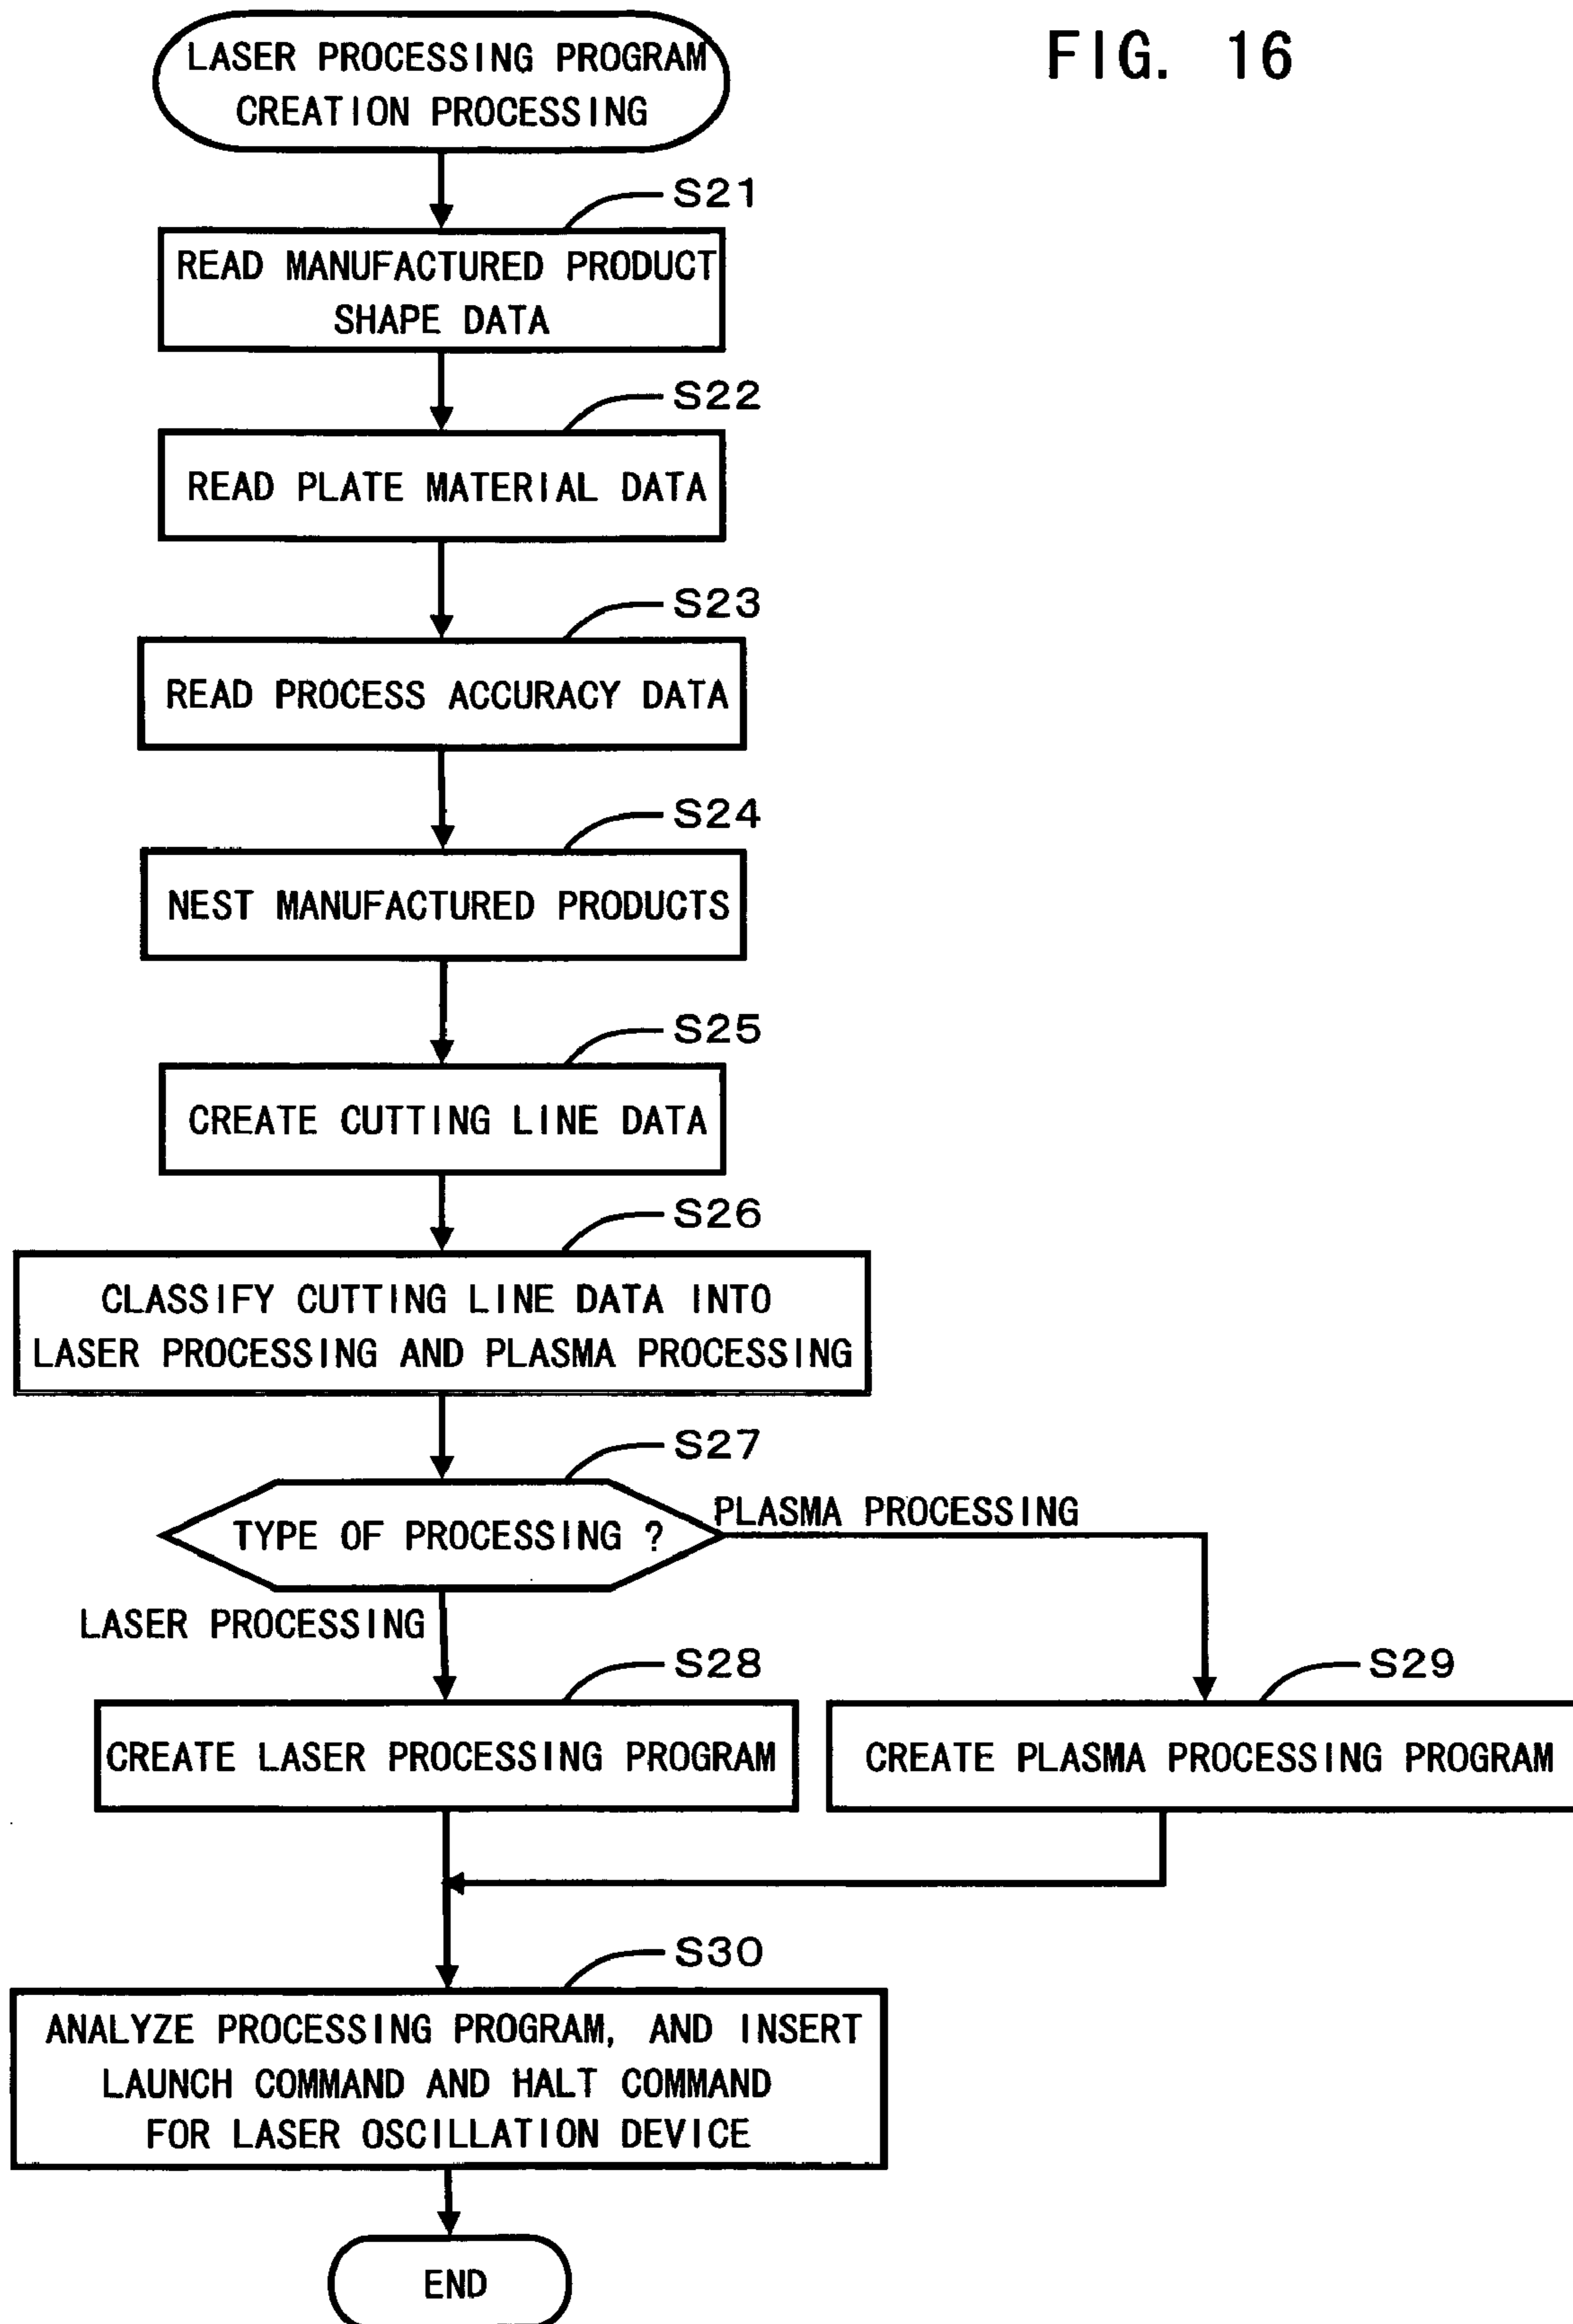 FIG. 16
LASER PROCESSING PROGRAM
CREATION PROCESSING
S21
READ MANUFACTURED PRODUCT
SHAPE DATA
S22
READ PLATE MATERIAL DATA
S23
READ PROCESS ACCURACY DATA
S24
NEST MANUFACTURED PRODUCTS
S25
CREATE CUTTING LINE DATA
S26
CLASSIFY CUTTING LINE DATA INTO
LASER PROCESSING AND PLASMA PROCESSING
S27
TYPE OF PROCESSING ?
PLASMA PROCESSING
LASER PROCESSING
S28
CREATE LASER PROCESSING PROGRAM
S29
CREATE PLASMA PROCESSING PROGRAM
S30
ANALYZE PROCESSING PROGRAM, AND INSERT
LAUNCH COMMAND AND HALT COMMAND
FOR LASER OSCILLATION DEVICE
END